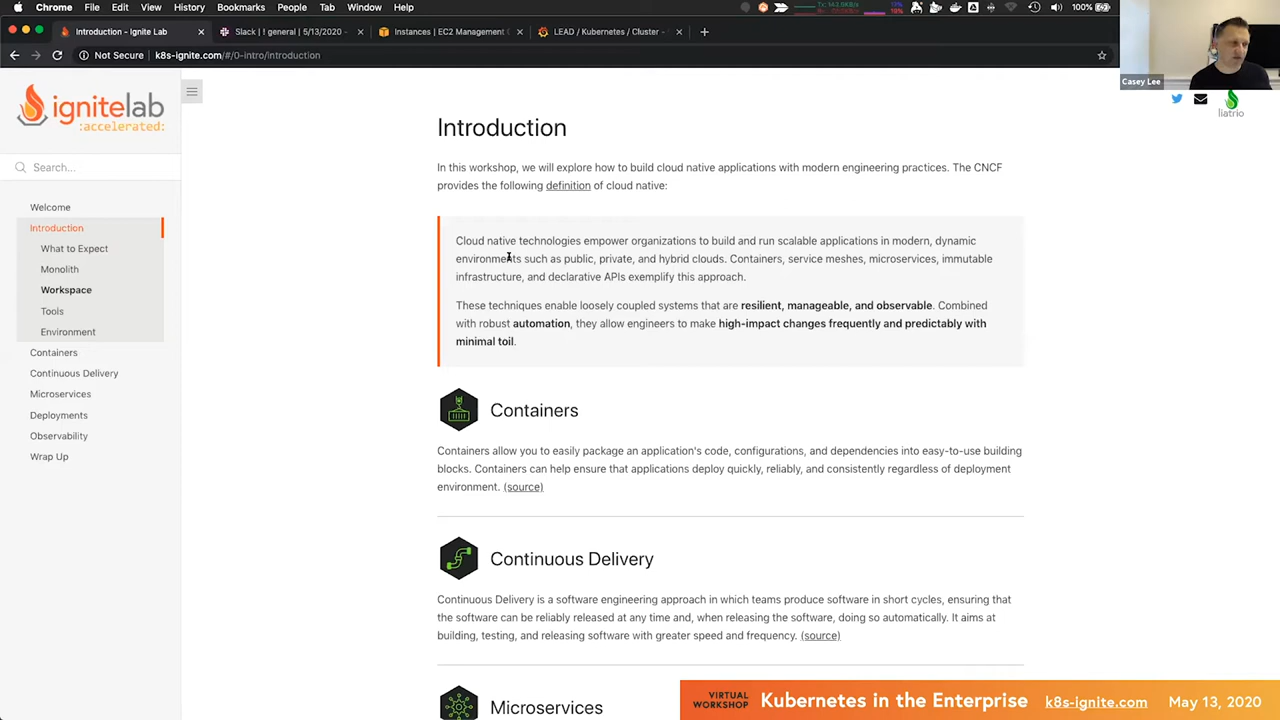 Chrome File Edit View History Bookmarks People Tab Window Help
100%
Introduction - Ignite Lab
Slack | ! general | 5/13/2020 -
Instances | EC2 Management C
LEAD / Kubernetes / Cluster -
Not Secure | k8s-ignite.com/#/0-intro/introduction
Casey Lee
ignitelab
:accelerated:
liatrio
Search...
Welcome
Introduction
What to Expect
Monolith
Workspace
Tools
Environment
Containers
Continuous Delivery
Microservices
Deployments
Observability
Wrap Up
Introduction
In this workshop, we will explore how to build cloud native applications with modern engineering practices. The CNCF
provides the following definition of cloud native:
Cloud native technologies empower organizations to build and run scalable applications in modern, dynamic
environments such as public, private, and hybrid clouds. Containers, service meshes, microservices, immutable
infrastructure, and declarative APIs exemplify this approach.
These techniques enable loosely coupled systems that are resilient, manageable, and observable. Combined
with robust automation, they allow engineers to make high-impact changes frequently and predictably with
minimal toil.
Containers
Containers allow you to easily package an application's code, configurations, and dependencies into easy-to-use building
blocks. Containers can help ensure that applications deploy quickly, reliably, and consistently regardless of deployment
environment. (source)
Continuous Delivery
Continuous Delivery is a software engineering approach in which teams produce software in short cycles, ensuring that
the software can be reliably released at any time and, when releasing the software, doing so automatically. It aims at
building, testing, and releasing software with greater speed and frequency. (source)
Microservices
VIRTUAL
WORKSHOP
Kubernetes in the Enterprise k8s-ignite.com May 13, 2020